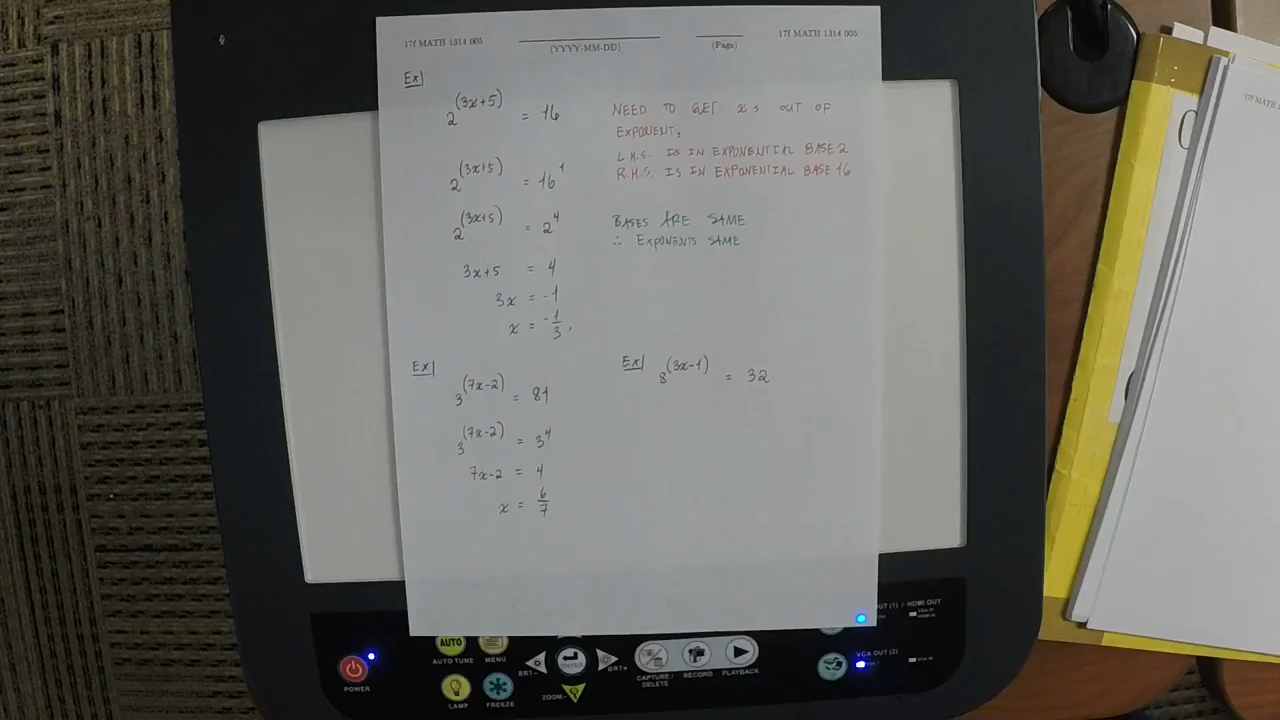 17f MATH 1314 005
(YYYY-MM-DD)
(Page)
17f MATH 1314 005
Ex|
2^(3x+5) = 16
NEED TO GET x's OUT OF
EXPONENT,
L.H.S. IS IN EXPONENTIAL BASE 2
R.H.S. IS IN EXPONENTIAL BASE 16
2^(3x+5) = 16^1
2^(3x+5) = 2^4
BASES ARE SAME
∴ EXPONENTS SAME
3x+5 = 4
3x = -1
x = -1/3.
Ex|
3^(7x-2) = 81
3^(7x-2) = 3^4
7x-2 = 4
x = 6/7
Ex|
8^(3x-1) = 32
17f MATH
POWER
AUTO
AUTO TUNE
MENU
LAMP
FREEZE
BRT-
ENTER
BRT+
ZOOM-
CAPTURE /
DELETE
RECORD
PLAYBACK
OUT (1) / HDMI OUT
VGA OUT (2)